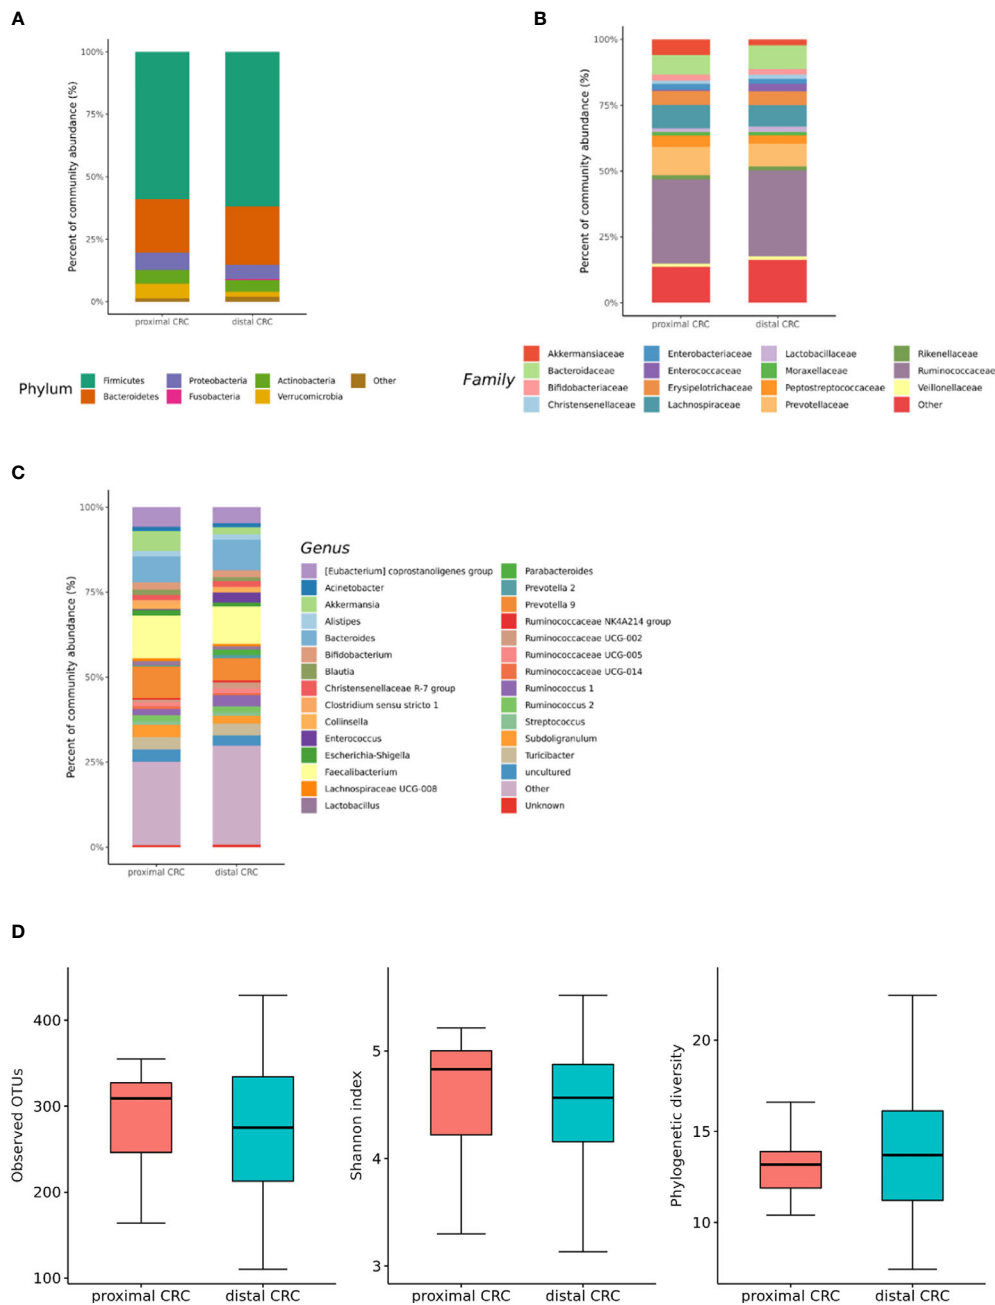 A
Percent of community abundance (%)
100%
75%
50%
25%
0%
proximal CRC
distal CRC
Phylum
Firmicutes
Bacteroidetes
Proteobacteria
Fusobacteria
Actinobacteria
Verrucomicrobia
Other
B
Percent of community abundance (%)
100%
75%
50%
25%
0%
proximal CRC
distal CRC
Family
Akkermansiaceae
Bacteroidaceae
Bifidobacteriaceae
Christensenellaceae
Enterobacteriaceae
Enterococcaceae
Erysipelotrichaceae
Lachnospiraceae
Lactobacillaceae
Moraxellaceae
Peptostreptococcaceae
Prevotellaceae
Rikenellaceae
Ruminococcaceae
Veillonellaceae
Other
C
Percent of community abundance (%)
100%
75%
50%
25%
0%
proximal CRC
distal CRC
Genus
[Eubacterium] coprostanoligenes group
Acinetobacter
Akkermansia
Alistipes
Bacteroides
Bifidobacterium
Blautia
Christensenellaceae R-7 group
Clostridium sensu stricto 1
Collinsella
Enterococcus
Escherichia-Shigella
Faecalibacterium
Lachnospiraceae UCG-008
Lactobacillus
Parabacteroides
Prevotella 2
Prevotella 9
Ruminococcaceae NK4A214 group
Ruminococcaceae UCG-002
Ruminococcaceae UCG-005
Ruminococcaceae UCG-014
Ruminococcus 1
Ruminococcus 2
Streptococcus
Subdoligranulum
Turicibacter
uncultured
Other
Unknown
D
Observed OTUs
400
300
200
100
proximal CRC
distal CRC
Shannon index
5
4
3
proximal CRC
distal CRC
Phylogenetic diversity
20
15
10
proximal CRC
distal CRC